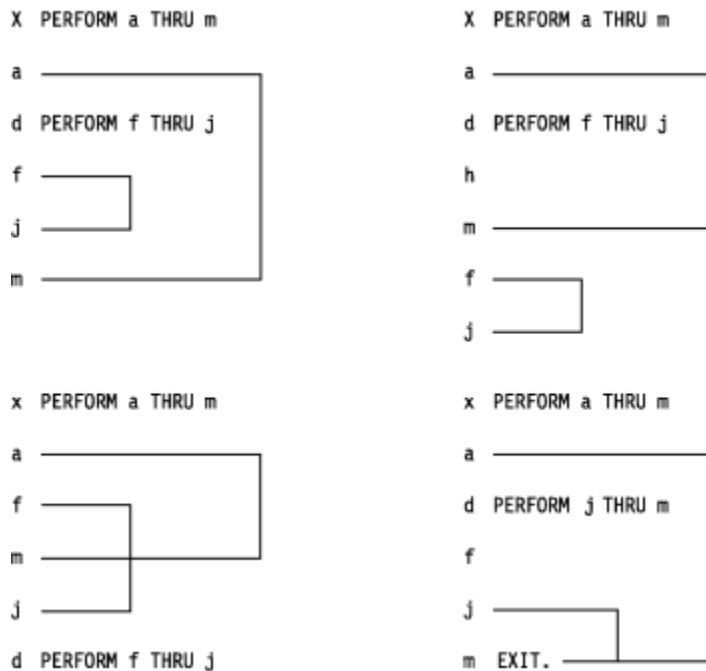 X PERFORM a THRU m
a
d PERFORM f THRU j
f
j
m
X PERFORM a THRU m
a
d PERFORM f THRU j
h
m
f
j
x PERFORM a THRU m
a
f
m
j
d PERFORM f THRU j
x PERFORM a THRU m
a
d PERFORM j THRU m
f
j
m EXIT.